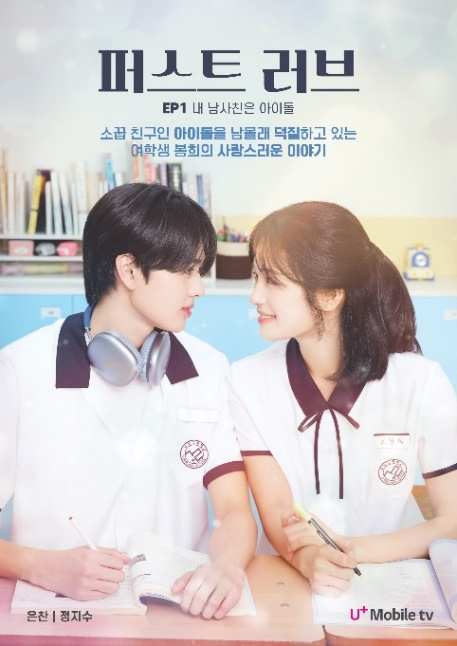 퍼스트 러브
EP1 내 남사친은 아이돌
소꿉 친구인 아이돌을 남몰래 덕질하고 있는
여학생 봄희의 사랑스러운 이야기
은찬 | 정지수
U+ Mobile tv